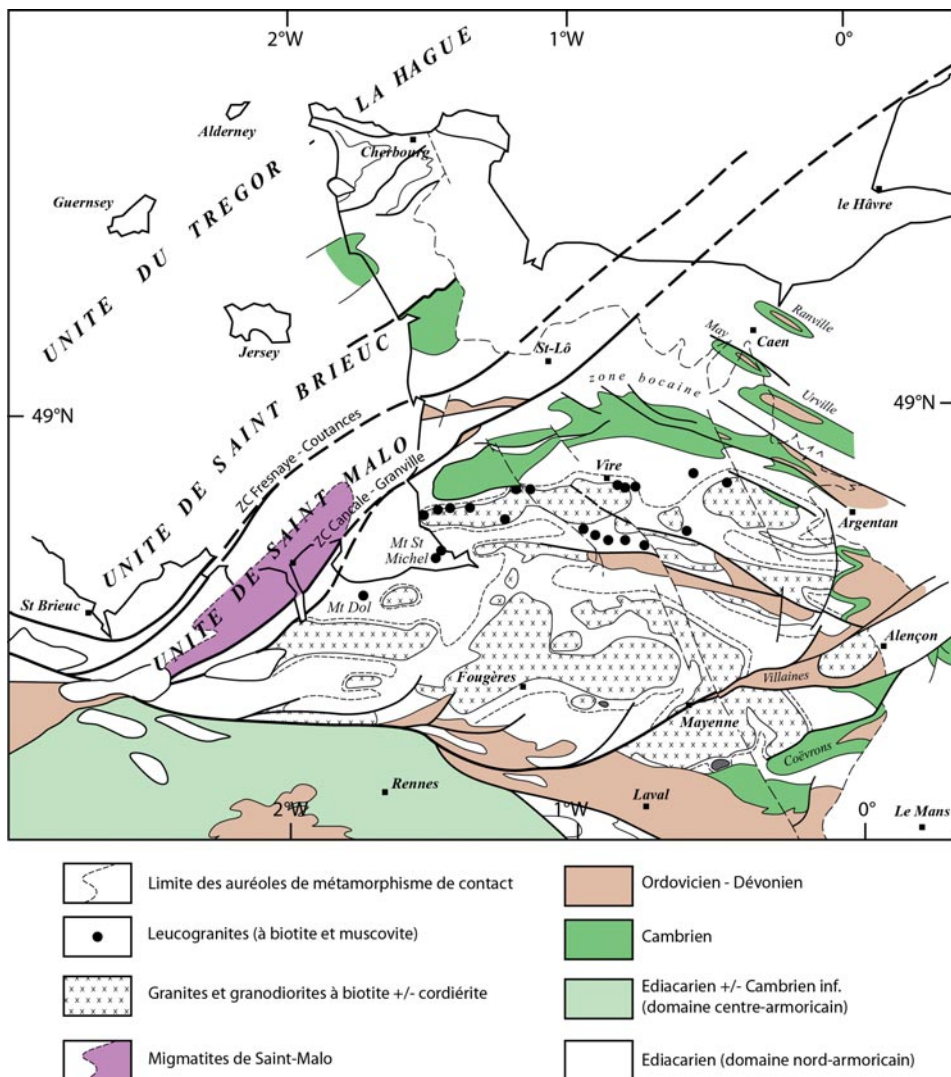 2°W
1°W
0°
LA HAGUE
Alderney
Cherbourg
Guernsey
le Hâvre
UNITE DU TREGOR
Ranville
May
Caen
Jersey
St-Lô
zone bocaine
Urville
49°N
49°N
UNITE DE SAINT BRIEUC
ZC Fresnaye - Coutances
UNITE DE SAINT MALO
ZC Cancale - Granville
Vire
Argentan
Mt St
Michel
Mt Dol
St Brieuc
Alençon
Villaines
Fougères
Mayenne
Coëvrons
Rennes
Laval
2°W
1°W
0°
Le Mans
Limite des auréoles de métamorphisme de contact
Leucogranites (à biotite et muscovite)
Granites et granodiorites à biotite +/- cordiérite
Migmatites de Saint-Malo
Ordovicien - Dévonien
Cambrien
Ediacarien +/- Cambrien inf.
(domaine centre-armoricain)
Ediacarien (domaine nord-armoricain)